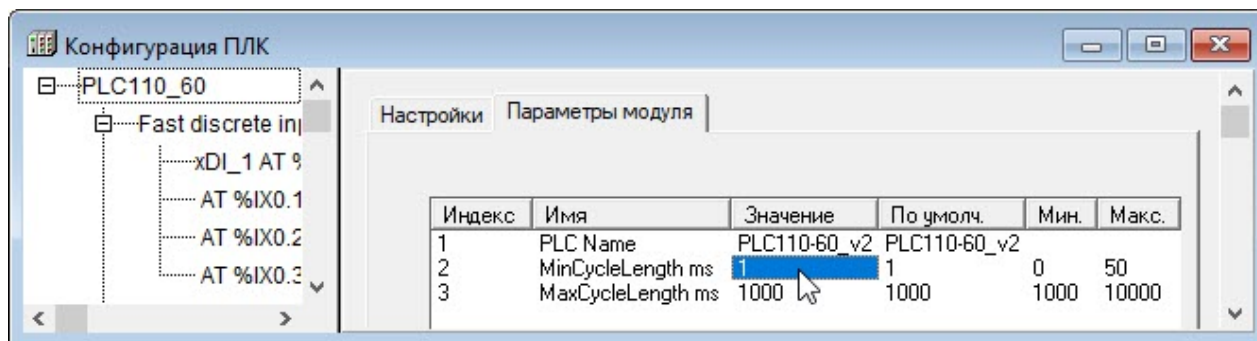 Конфигурация ПЛК
PLC110_60
Fast discrete inp
xDI_1 AT %
AT %IX0.1
AT %IX0.2
AT %IX0.3
Настройки Параметры модуля
Индекс Имя Значение По умолч. Мин. Макс.
1 PLC Name PLC110-60_v2 PLC110-60_v2
2 MinCycleLength ms 1 1 0 50
3 MaxCycleLength ms 1000 1000 1000 10000